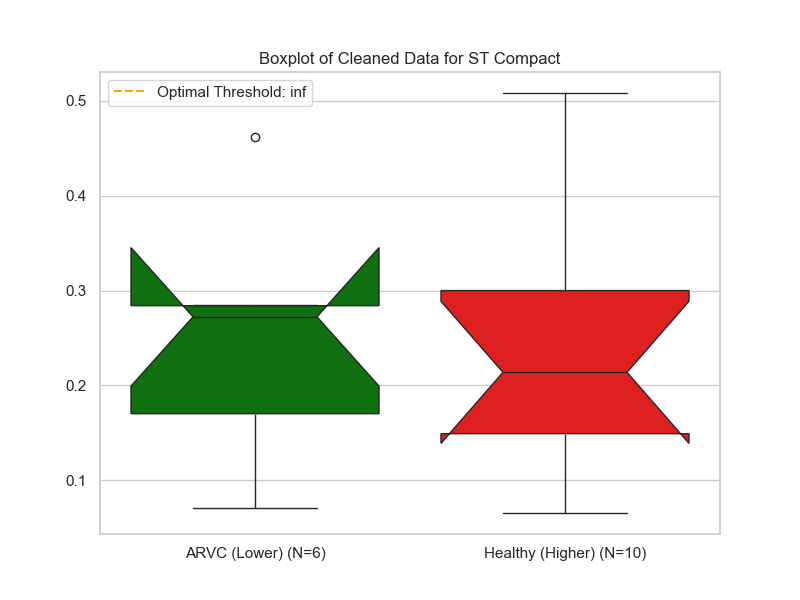 Boxplot of Cleaned Data for ST Compact
Optimal Threshold: inf
0.5
0.4
0.3
0.2
0.1
ARVC (Lower) (N=6)
Healthy (Higher) (N=10)